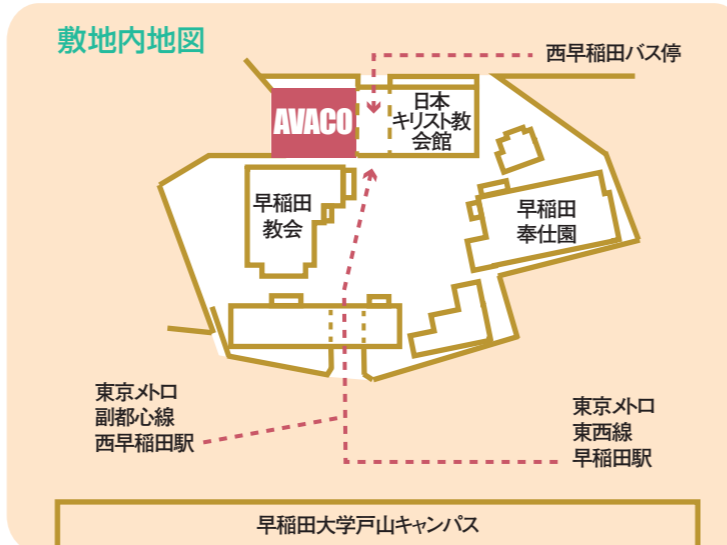 敷地内地図
西早稲田バス停
AVACO
日本
キリスト教
会館
早稲田
教会
早稲田
奉仕園
東京メトロ
副都心線
西早稲田駅
東京メトロ
東西線
早稲田駅
早稲田大学戸山キャンパス